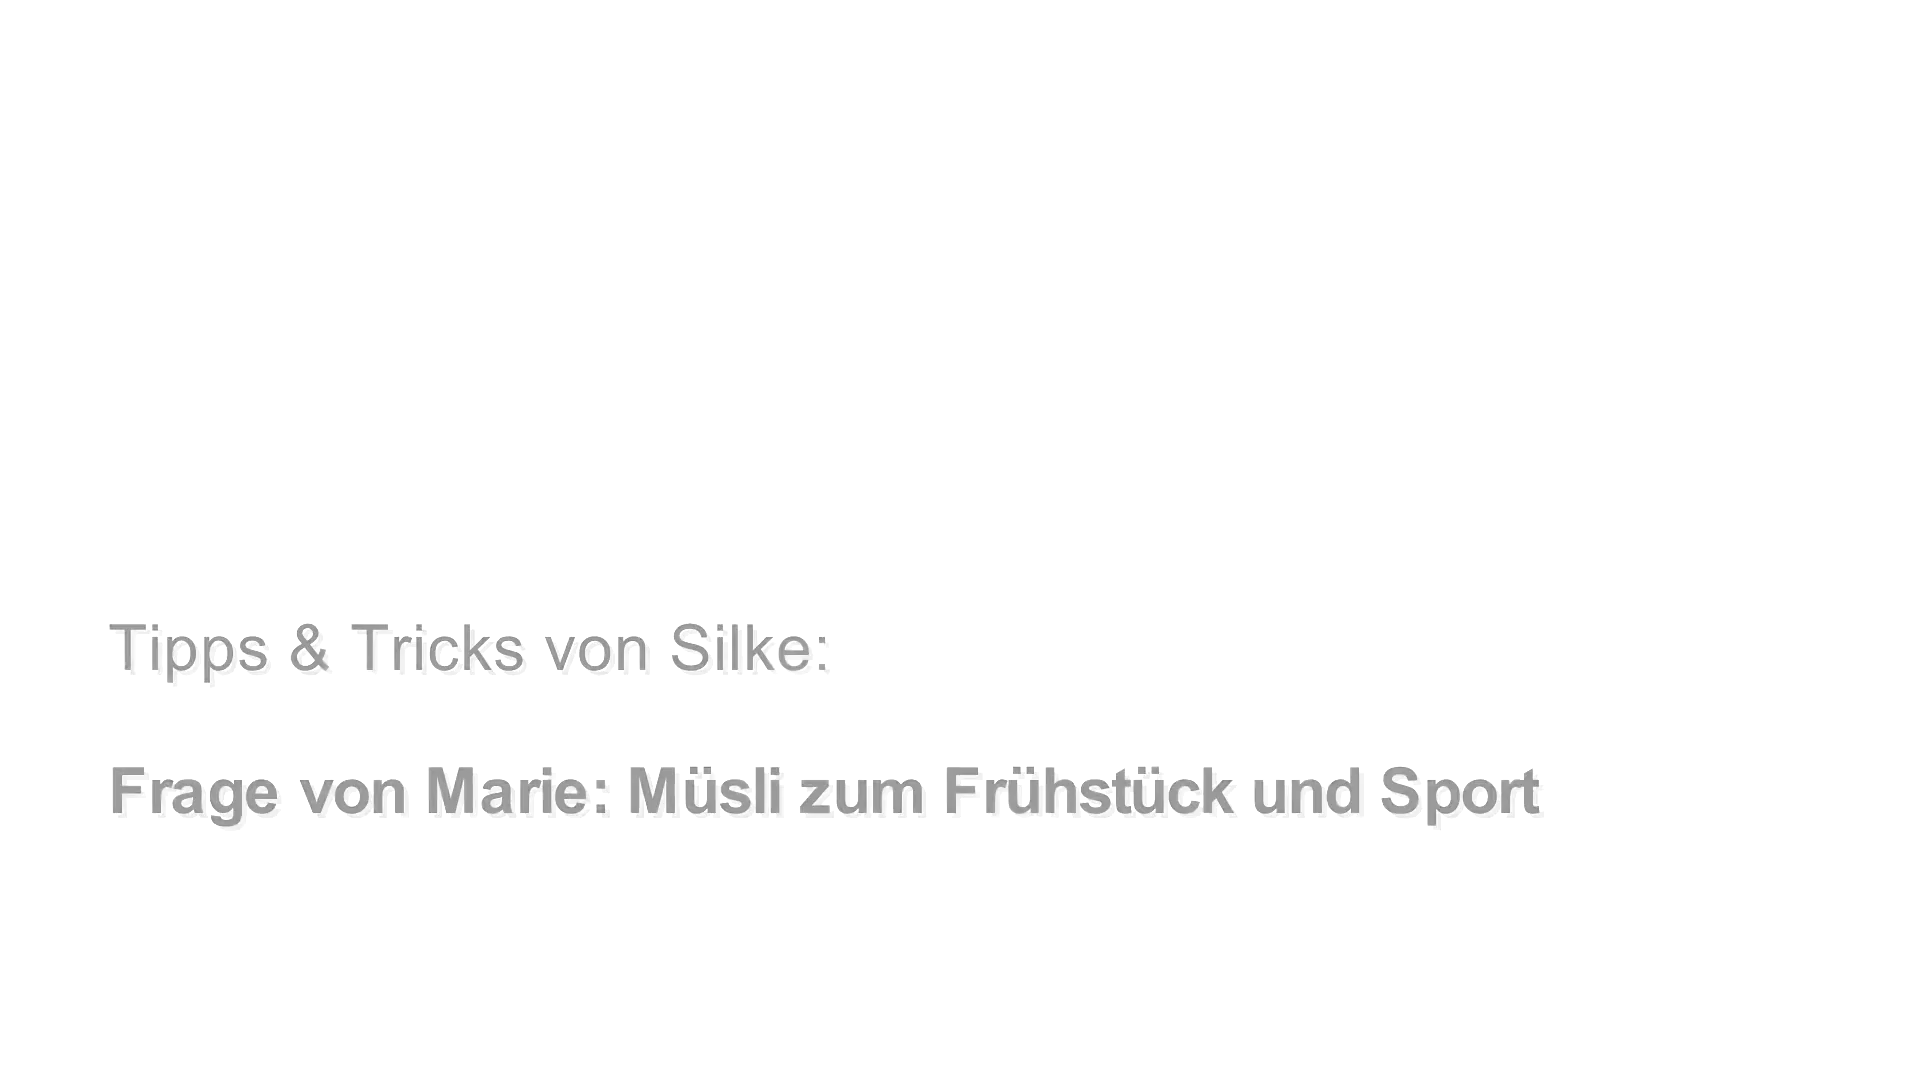 Tipps & Tricks von Silke:
Frage von Marie: Müsli zum Frühstück und Sport